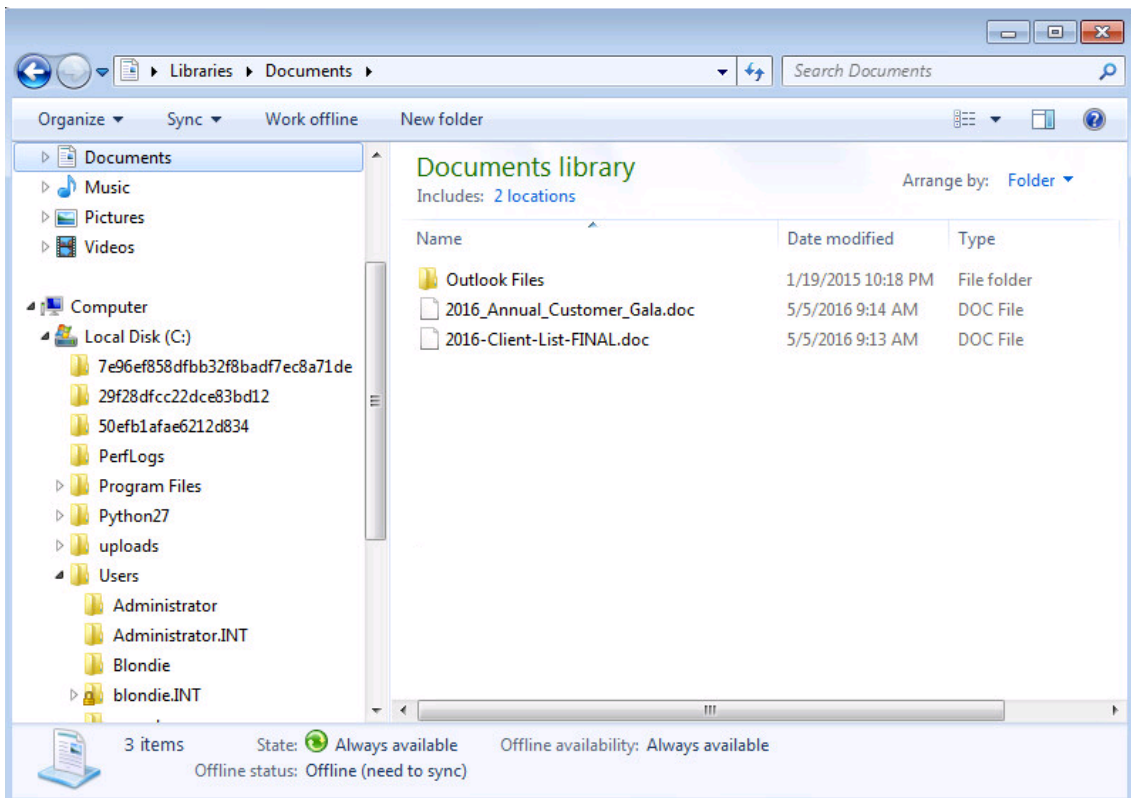 Libraries Documents
Search Documents
Organize Sync Work offline New folder
Documents
Music
Pictures
Videos
Computer
Local Disk (C:)
7e96ef858dfbb32f8badf7ec8a71de
29f28dfcc22dce83bd12
50efb1afae6212d834
PerfLogs
Program Files
Python27
uploads
Users
Administrator
Administrator.INT
Blondie
blondie.INT
Documents library
Includes: 2 locations
Arrange by: Folder
Name Date modified Type
Outlook Files 1/19/2015 10:18 PM File folder
2016_Annual_Customer_Gala.doc 5/5/2016 9:14 AM DOC File
2016-Client-List-FINAL.doc 5/5/2016 9:13 AM DOC File
3 items State: Always available Offline availability: Always available
Offline status: Offline (need to sync)